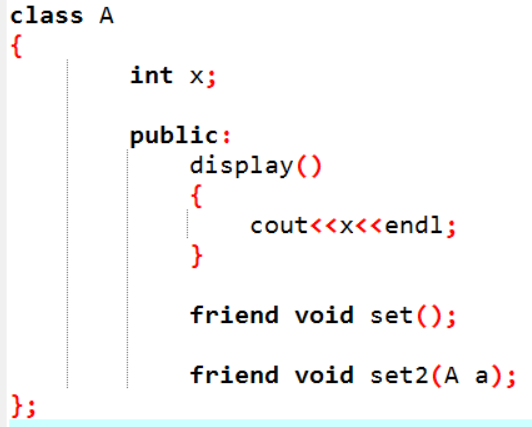 class A
{
int x;
public:
display()
{
cout<<x<<endl;
}
friend void set();
friend void set2(A a);
};